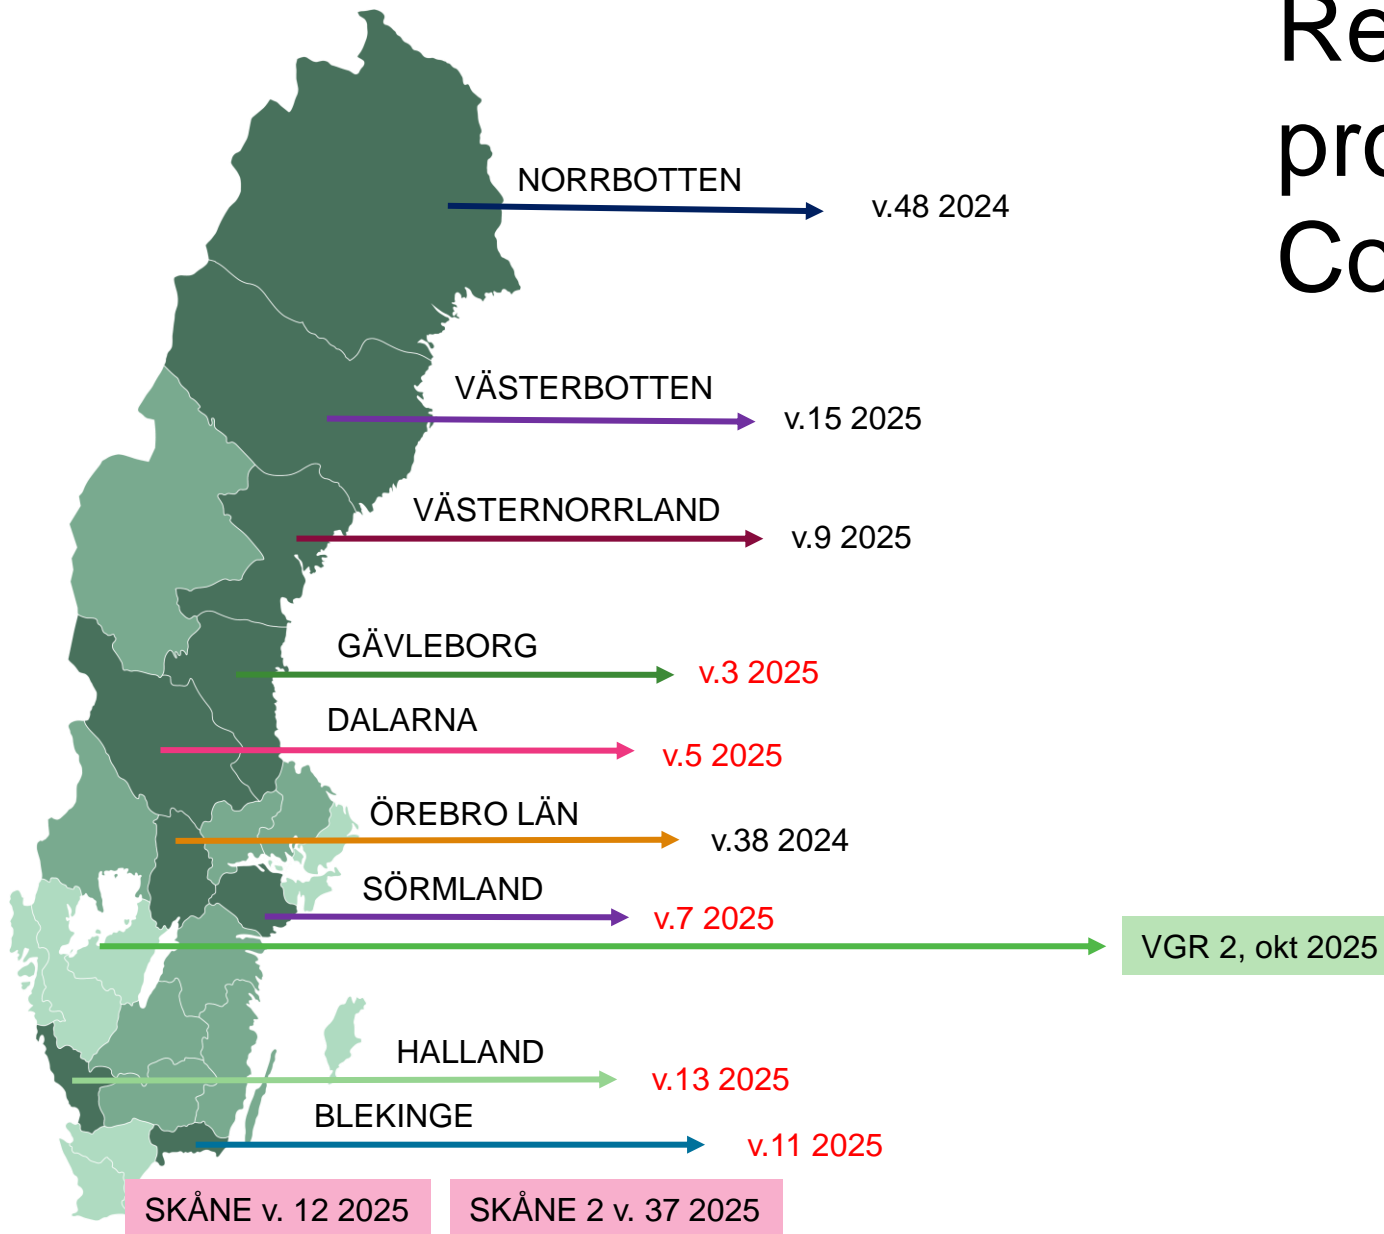 NORRBOTTEN
v.48 2024
VÄSTERBOTTEN
v.15 2025
VÄSTERNORRLAND
v.9 2025
GÄVLEBORG
v.3 2025
DALARNA
v.5 2025
ÖREBRO LÄN
v.38 2024
SÖRMLAND
v.7 2025
VGR 2, okt 2025
HALLAND
v.13 2025
BLEKINGE
v.11 2025
SKÅNE v. 12 2025
SKÅNE 2 v. 37 2025